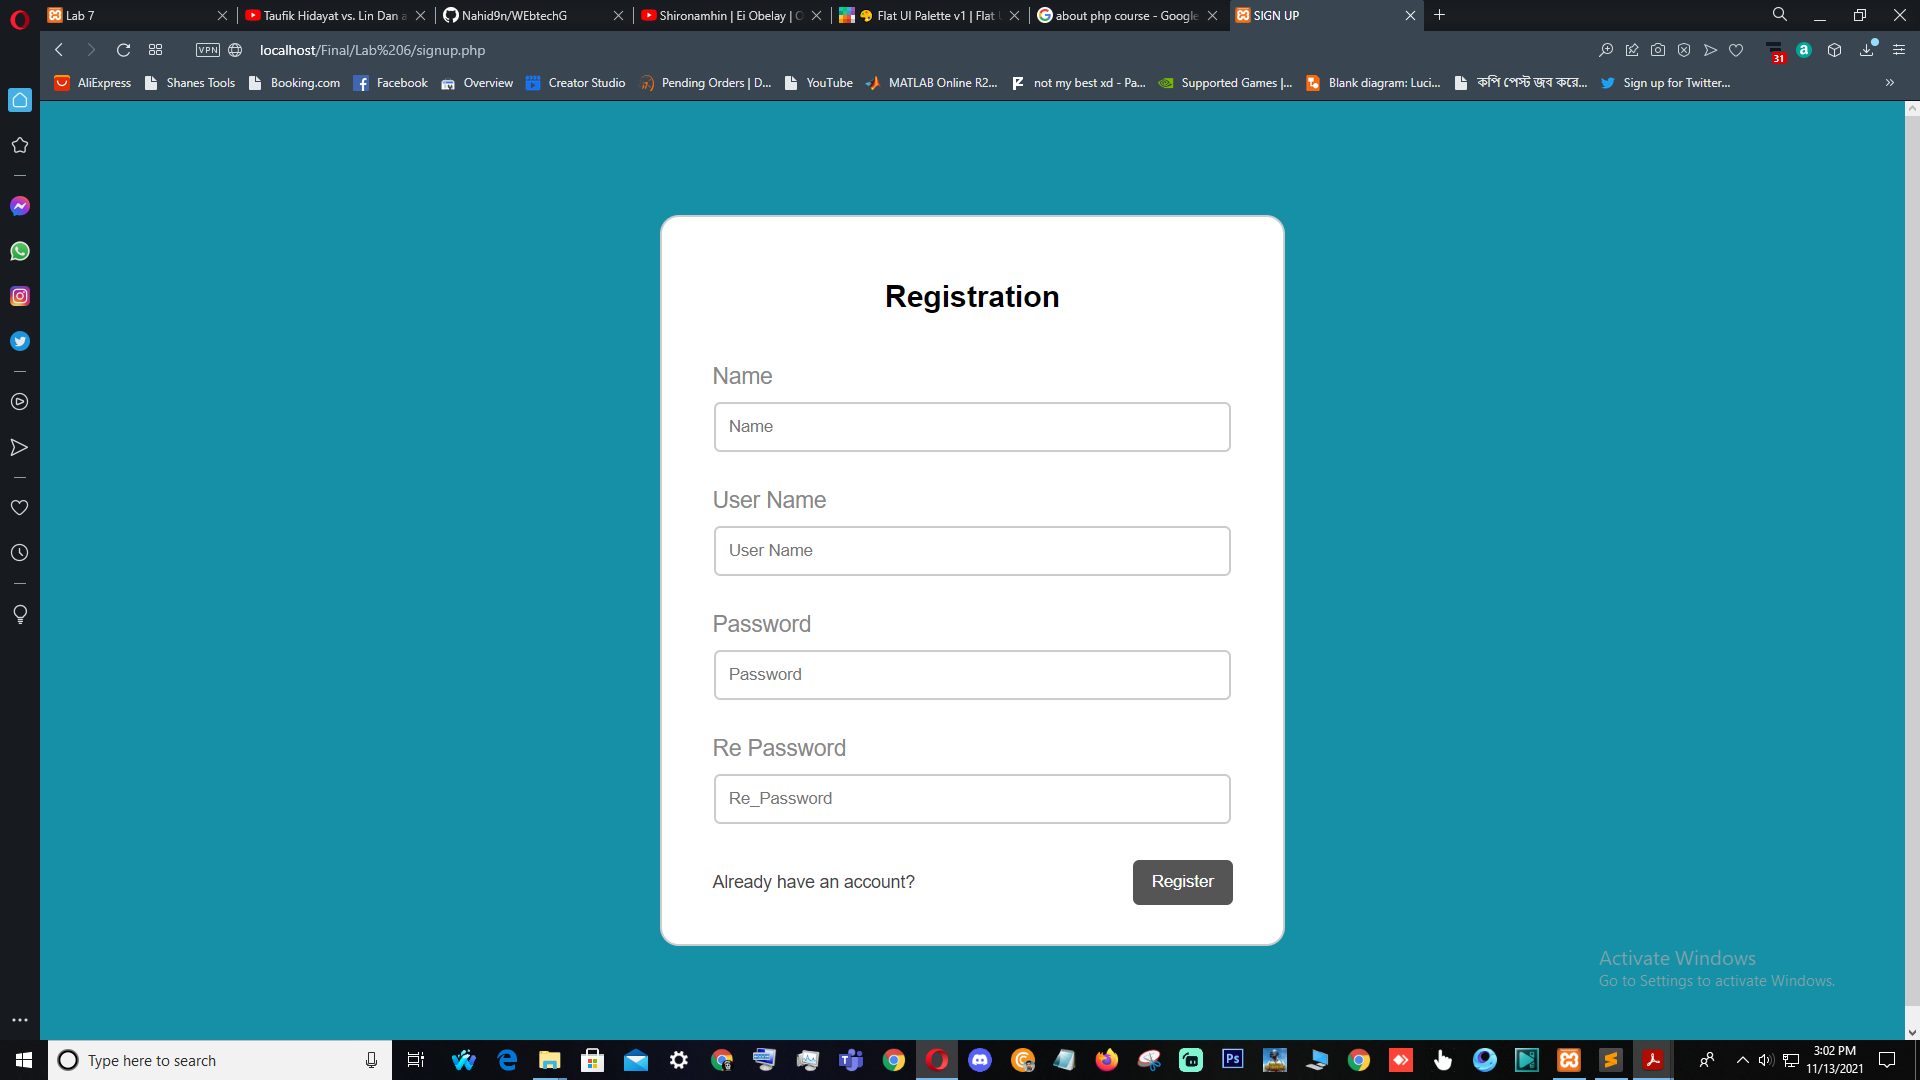 Lab 7
Taufik Hidayat vs. Lin Dan a
Nahid9n/WEbtechG
Shironamhin | Ei Obelay | O
Flat UI Palette v1 | Flat U
about php course - Google
SIGN UP
VPN
localhost/Final/Lab%206/signup.php
31
AliExpress
Shanes Tools
Booking.com
Facebook
Overview
Creator Studio
Pending Orders | D...
YouTube
MATLAB Online R2...
not my best xd - Pa...
Supported Games |...
Blank diagram: Luci...
কপি পেস্ট জব করে...
Sign up for Twitter...
Registration
Name
Name
User Name
User Name
Password
Password
Re Password
Re_Password
Already have an account?
Register
Activate Windows
Go to Settings to activate Windows.
Type here to search
Ps
3:02 PM
11/13/2021